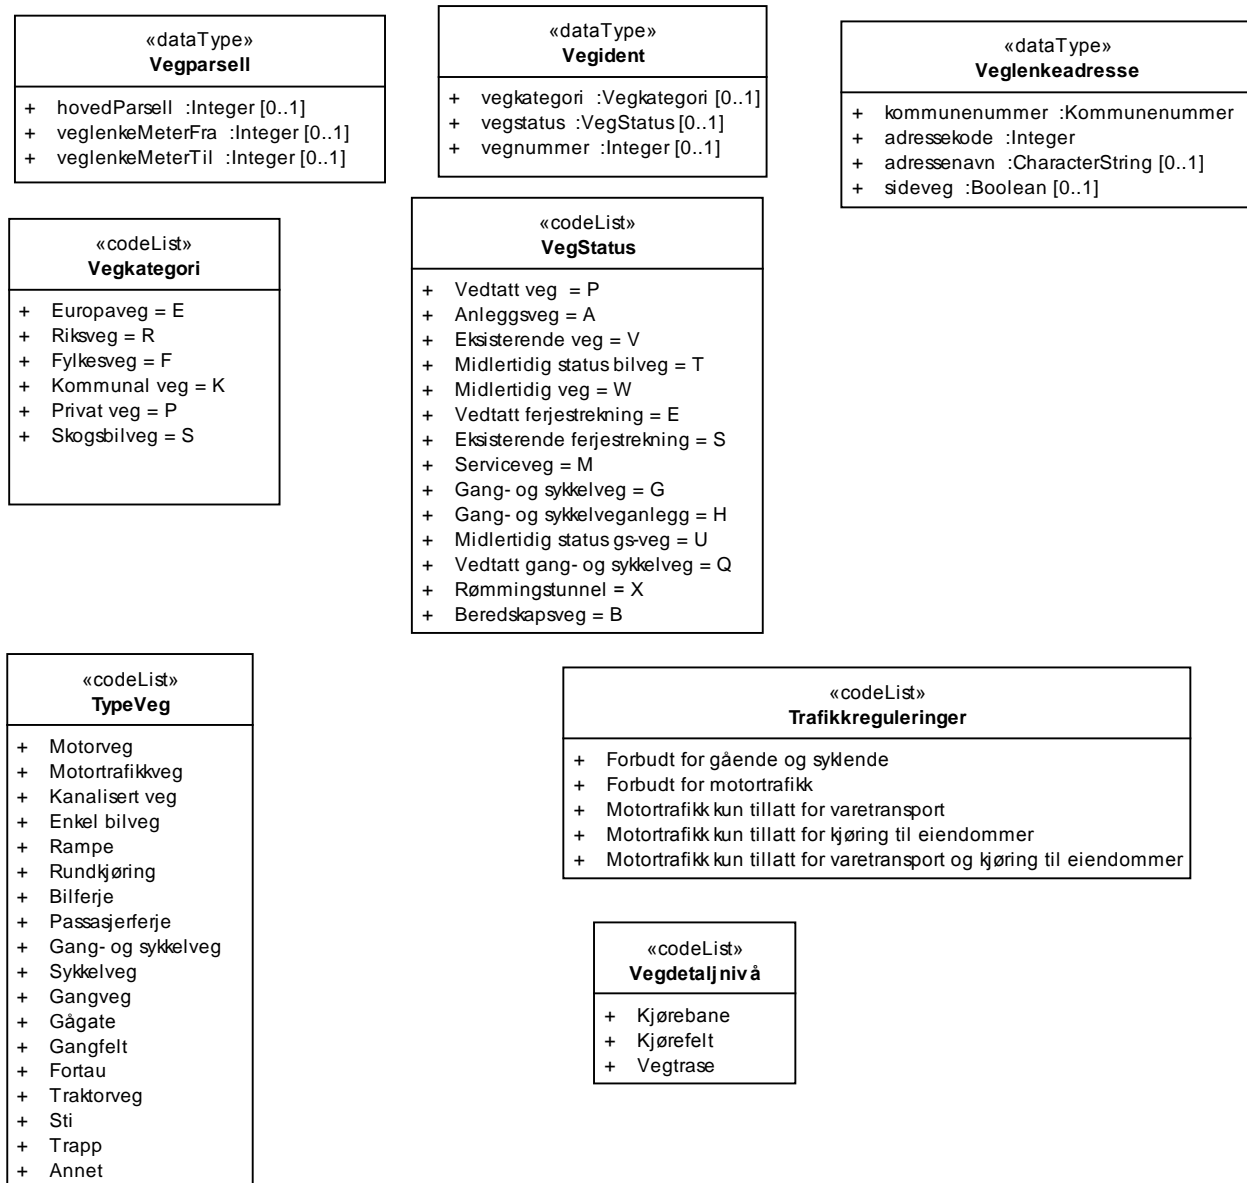 «dataType»
Vegparsell
+ hovedParsell :Integer [0..1]
+ veglenkeMeterFra :Integer [0..1]
+ veglenkeMeterTil :Integer [0..1]
«dataType»
Vegident
+ vegkategori :Vegkategori [0..1]
+ vegstatus :VegStatus [0..1]
+ vegnummer :Integer [0..1]
«dataType»
Veglenkeadresse
+ kommunenummer :Kommunenummer
+ adressekode :Integer
+ adressenavn :CharacterString [0..1]
+ sideveg :Boolean [0..1]
«codeList»
Vegkategori
+ Europaveg = E
+ Riksveg = R
+ Fylkesveg = F
+ Kommunal veg = K
+ Privat veg = P
+ Skogsbilveg = S
«codeList»
VegStatus
+ Vedtatt veg = P
+ Anleggsveg = A
+ Eksisterende veg = V
+ Midlertidig status bilveg = T
+ Midlertidig veg = W
+ Vedtatt ferjestrekning = E
+ Eksisterende ferjestrekning = S
+ Serviceveg = M
+ Gang- og sykkelveg = G
+ Gang- og sykkelveganlegg = H
+ Midlertidig status gs-veg = U
+ Vedtatt gang- og sykkelveg = Q
+ Rømmingstunnel = X
+ Beredskapsveg = B
«codeList»
TypeVeg
+ Motorveg
+ Motortrafikkveg
+ Kanalisert veg
+ Enkel bilveg
+ Rampe
+ Rundkjøring
+ Bilferje
+ Passasjerferje
+ Gang- og sykkelveg
+ Sykkelveg
+ Gangveg
+ Gågate
+ Gangfelt
+ Fortau
+ Traktorveg
+ Sti
+ Trapp
+ Annet
«codeList»
Trafikkreguleringer
+ Forbudt for gående og syklende
+ Forbudt for motortrafikk
+ Motortrafikk kun tillatt for varetransport
+ Motortrafikk kun tillatt for kjøring til eiendommer
+ Motortrafikk kun tillatt for varetransport og kjøring til eiendommer
«codeList»
Vegdetaljnivå
+ Kjørebane
+ Kjørefelt
+ Vegtrase